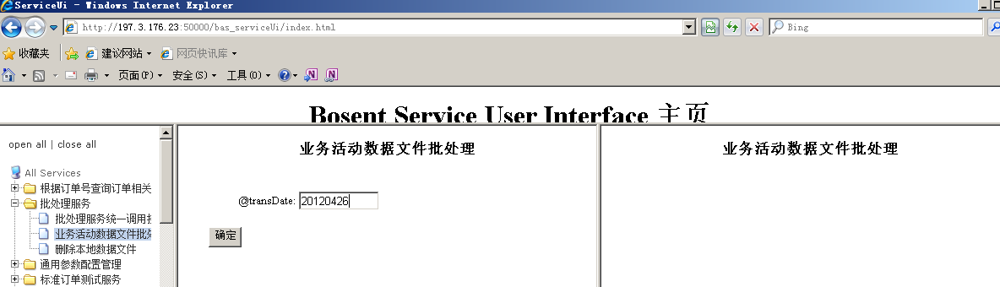 ServiceUi - Windows Internet Explorer
http://197.3.176.23:50000/bas_serviceUi/index.html
Bing
收藏夹
建议网站
网页快讯库
页面(P)
安全(S)
工具(O)
Bosent Service User Interface 主页
open all | close all
All Services
根据订单号查询订单相关
批处理服务
批处理服务统一调用
业务活动数据文件批
删除本地数据文件
通用参数配置管理
标准订单测试服务
业务活动数据文件批处理
@transDate: 20120426
确定
业务活动数据文件批处理